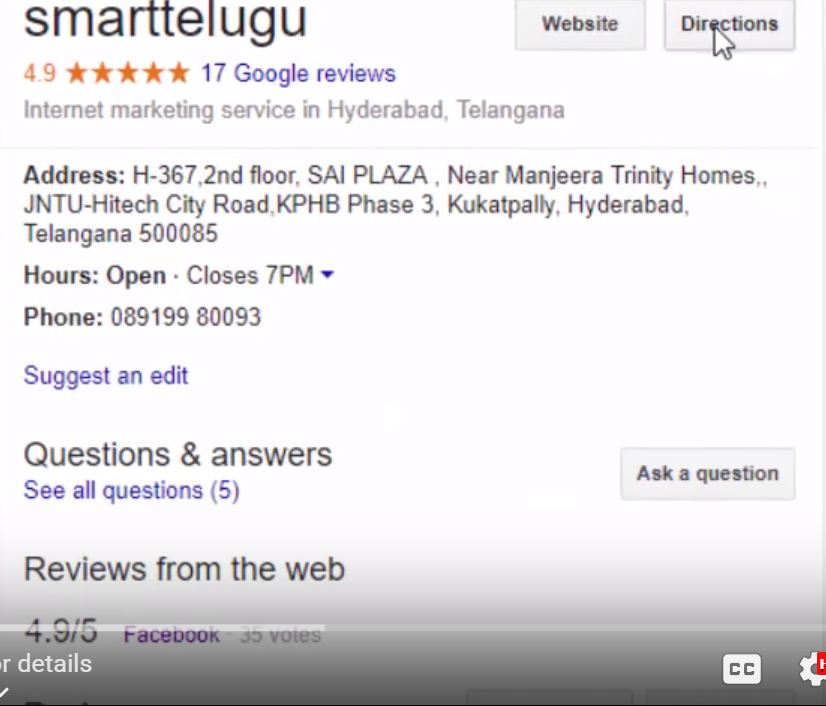 smarttelugu
Website
Directions
4.9 ★★★★★ 17 Google reviews
Internet marketing service in Hyderabad, Telangana
Address: H-367,2nd floor, SAI PLAZA , Near Manjeera Trinity Homes,,
JNTU-Hitech City Road,KPHB Phase 3, Kukatpally, Hyderabad,
Telangana 500085
Hours: Open · Closes 7PM
Phone: 089199 80093
Suggest an edit
Questions & answers
See all questions (5)
Ask a question
Reviews from the web
4.9/5 Facebook · 35 votes
r details
CC
H